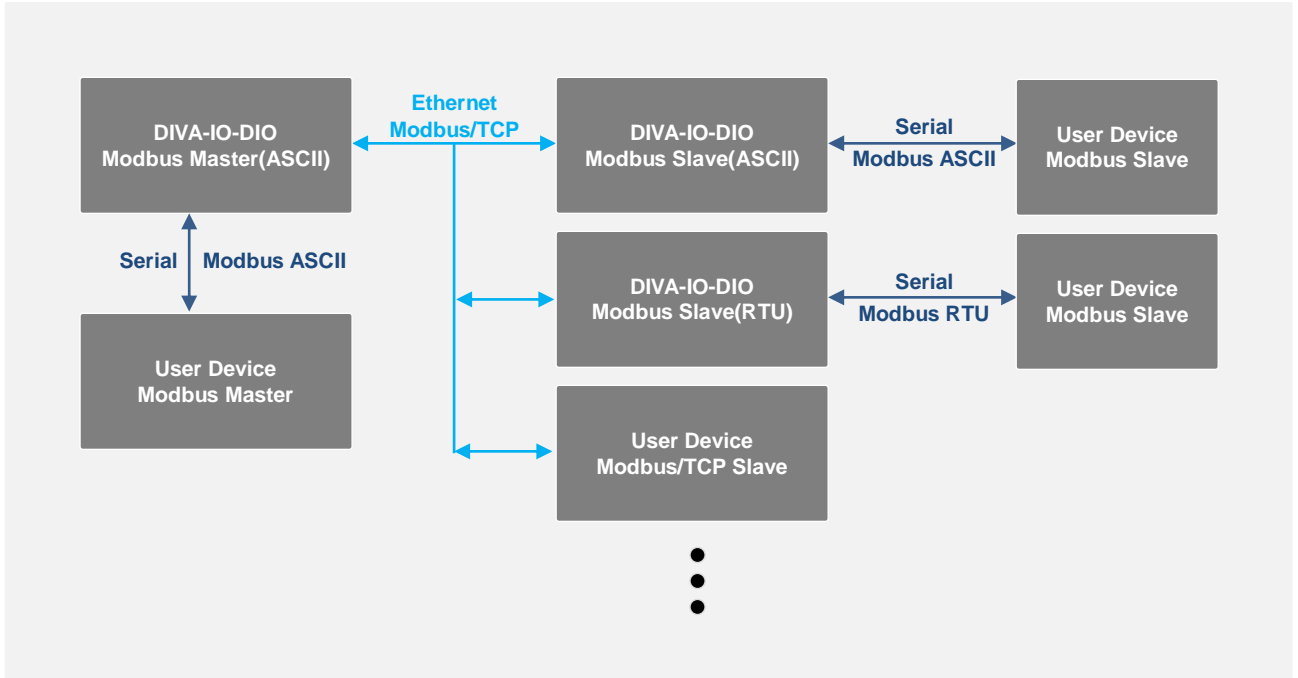 DIVA-IO-DIO
Modbus Master(ASCII)
Ethernet
Modbus/TCP
DIVA-IO-DIO
Modbus Slave(ASCII)
Serial
Modbus ASCII
User Device
Modbus Slave
Serial
Modbus ASCII
DIVA-IO-DIO
Modbus Slave(RTU)
Serial
Modbus RTU
User Device
Modbus Slave
User Device
Modbus Master
User Device
Modbus/TCP Slave